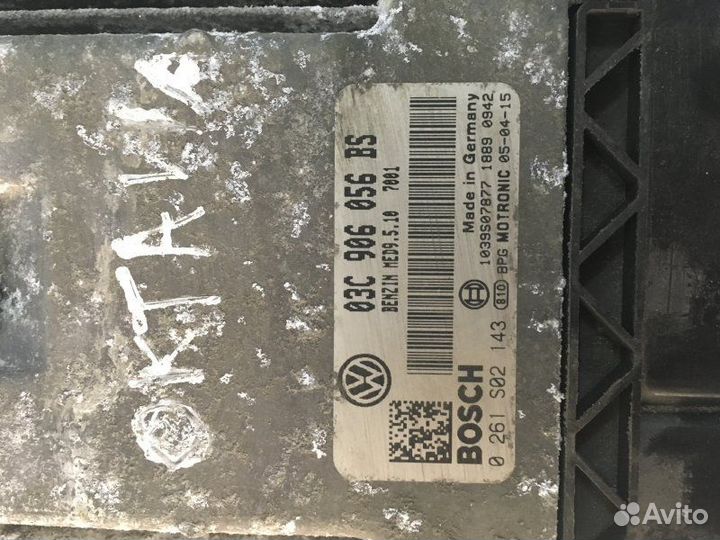 OKTAVIA
03C 906 056 BS
BENZIN MED9.5.10 7001
Made in Germany
1039S07877 1889 0942
81D BPG MOTRONIC 05-04-15
BOSCH
0 261 S02 143
Avito